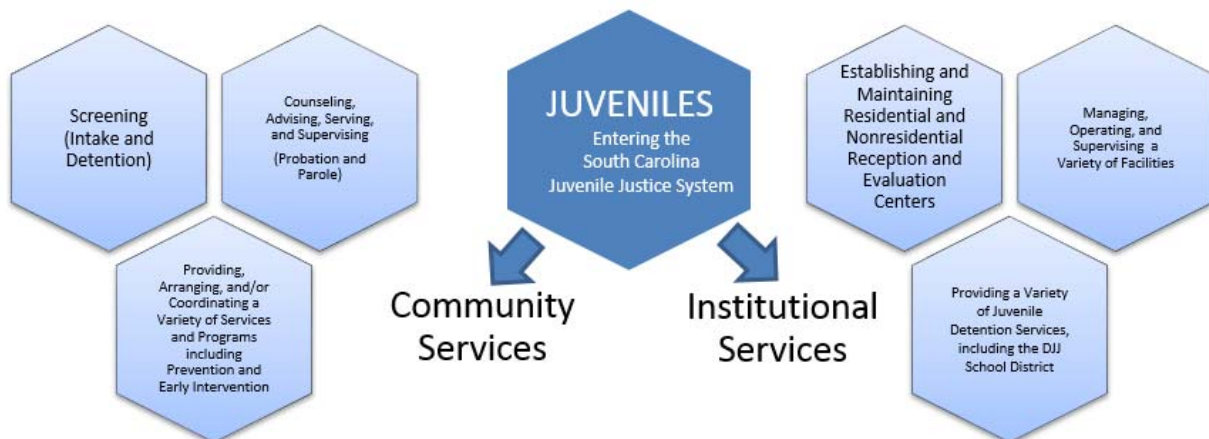 Screening
(Intake and
Detention)
Counseling,
Advising, Serving,
and Supervising
(Probation and
Parole)
Providing,
Arranging, and/or
Coordinating a
Variety of Services
and Programs
including
Prevention and
Early Intervention
JUVENILES
Entering the
South Carolina
Juvenile Justice System
Community
Services
Institutional
Services
Establishing and
Maintaining
Residential and
Nonresidential
Reception and
Evaluation
Centers
Managing,
Operating, and
Supervising a
Variety of Facilities
Providing a Variety
of Juvenile
Detention Services,
including the DJJ
School District